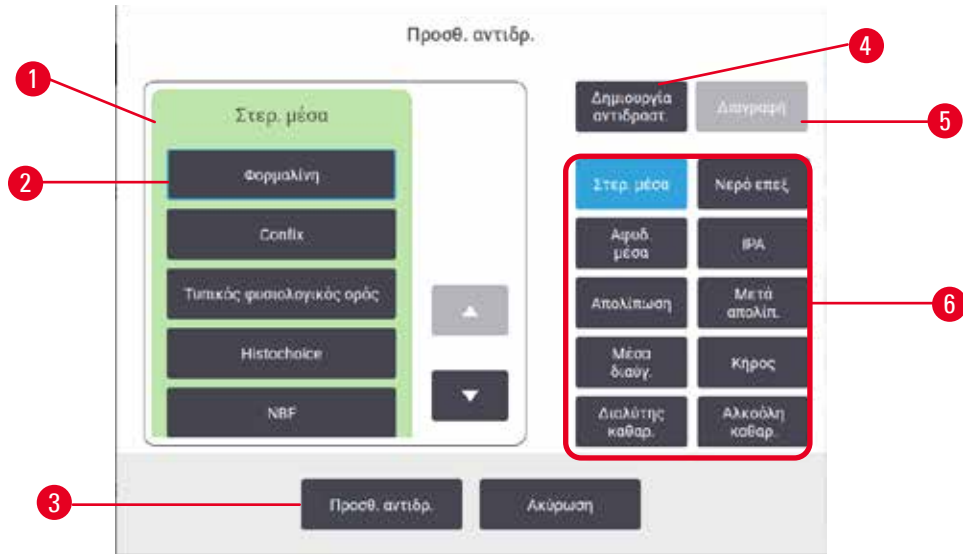 Προσθ. αντιδρ.
1
Στερ. μέσα
2
Φορμαλίνη
Confix
Τυπικός φυσιολογικός ορός
Histochoice
NBF
4
Δημιουργία
αντιδραστ.
Διαγραφή
5
Στερ. μέσα
Νερό επεξ.
Αφυδ.
μέσα
IPA
Απολίπωση
Μετά
απολίπ.
6
Μέσα
διαύγ.
Κήρος
Διαλύτης
καθαρ.
Αλκοόλη
καθαρ.
3
Προσθ. αντιδρ.
Ακύρωση